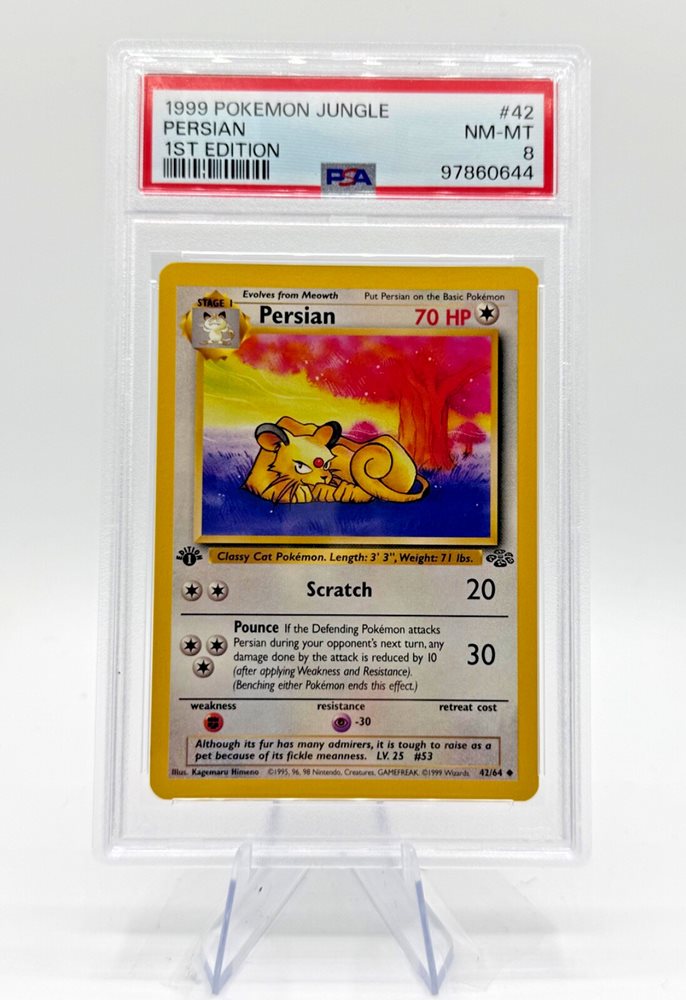 1999 POKEMON JUNGLE #42
PERSIAN NM-MT
1ST EDITION 8
PSA 97860644
Evolves from Meowth Put Persian on the Basic Pokémon
STAGE 1
Persian 70 HP
EDITION 1
Classy Cat Pokémon. Length: 3' 3", Weight: 71 lbs.
Scratch 20
Pounce If the Defending Pokémon attacks
Persian during your opponent's next turn, any
damage done by the attack is reduced by 10
(after applying Weakness and Resistance).
(Benching either Pokémon ends this effect.)
30
weakness resistance retreat cost
-30
Although its fur has many admirers, it is tough to raise as a
pet because of its fickle meanness. LV. 25 #53
Illus. Kagemaru Himeno ©1995, 96, 98 Nintendo, Creatures, GAMEFREAK. ©1999 Wizards. 42/64